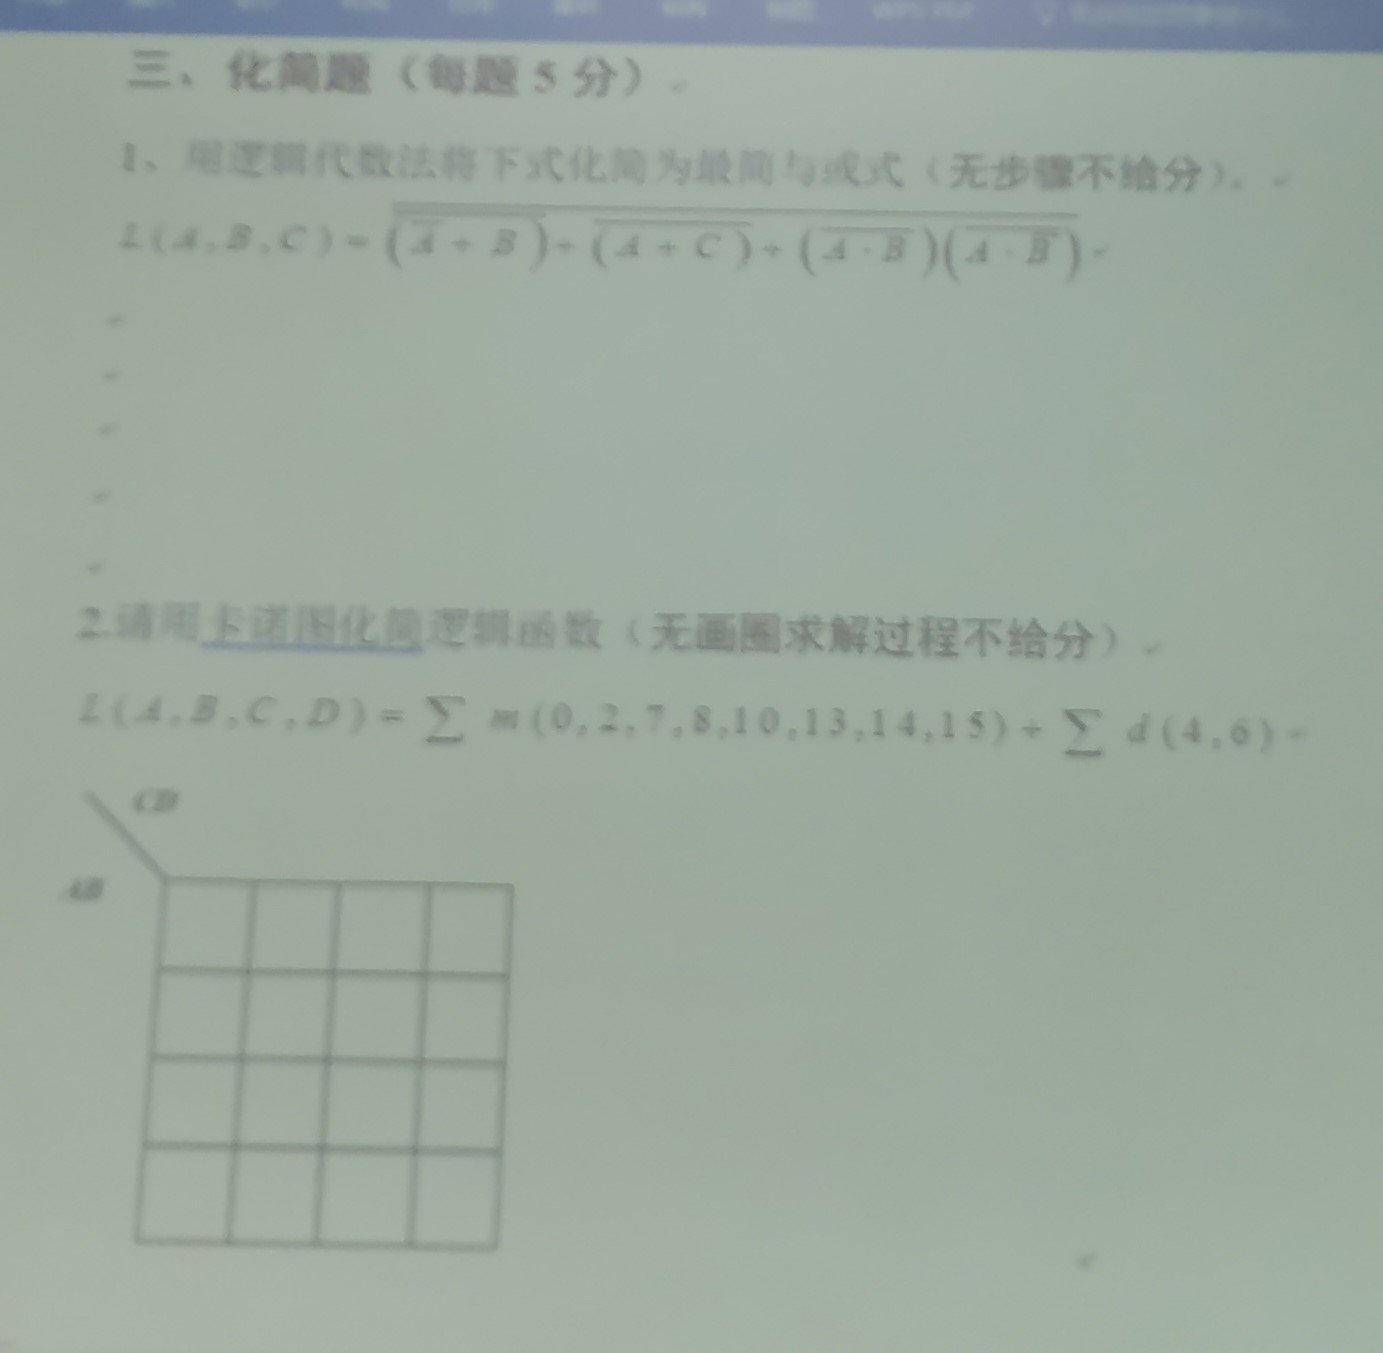 三、化简题（每题 5 分）
1、用逻辑代数法将下式化简为最简与或式（无步骤不给分）。
L(A,B,C) = \overline{\overline{(\overline{A} + B)} + \overline{(A + C)} + (\overline{A \cdot B})(\overline{A \cdot \overline{B}})}
2.请用卡诺图化简逻辑函数（无画圈求解过程不给分）
L(A,B,C,D) = ∑ m(0,2,7,8,10,13,14,15) + ∑ d(4,6)
CD
AB